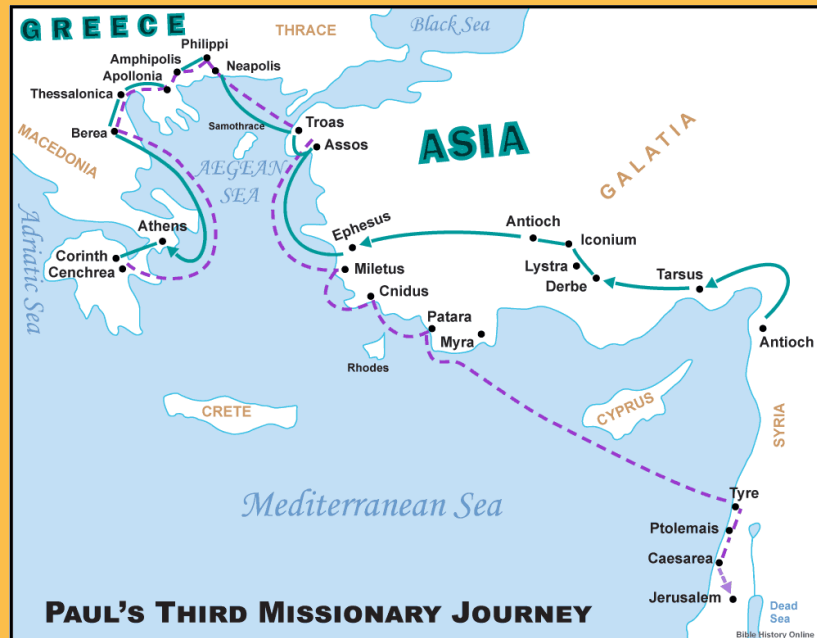 GREECE
THRACE
Black Sea
Philippi
Amphipolis
Neapolis
Apollonia
Thessalonica
Troas
Samothrace
Berea
Assos
ASIA
MACEDONIA
AEGEAN
SEA
GALATIA
Adriatic Sea
Athens
Ephesus
Antioch
Iconium
Corinth
Cenchrea
Miletus
Lystra
Derbe
Tarsus
Cnidus
Patara
Myra
Antioch
Rhodes
CRETE
CYPRUS
SYRIA
Mediterranean Sea
Tyre
Ptolemais
Caesarea
Jerusalem
Dead
Sea
PAUL'S THIRD MISSIONARY JOURNEY
Bible History Online